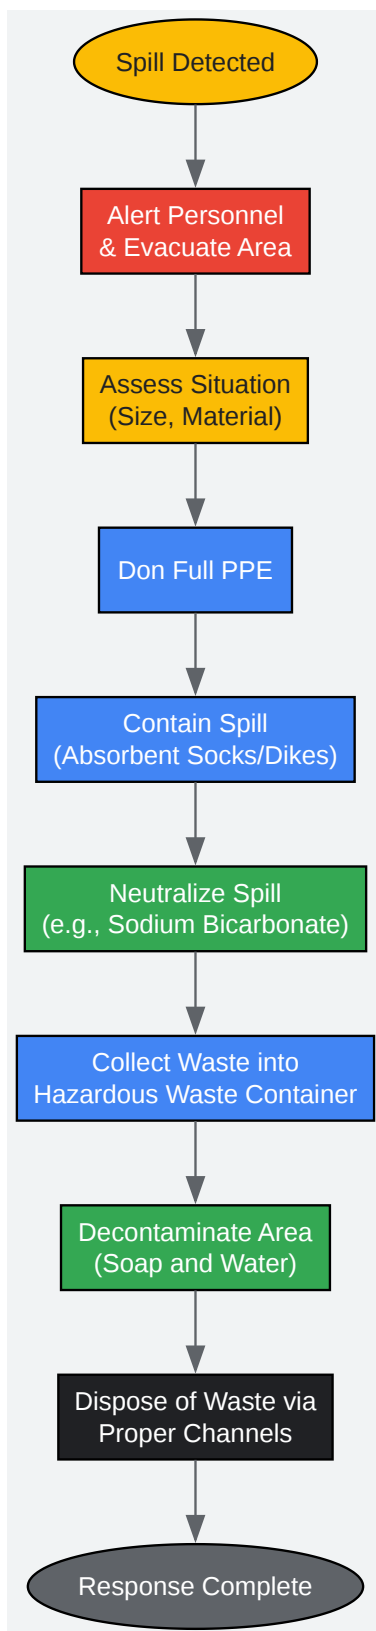 Spill Detected
Alert Personnel
& Evacuate Area
Assess Situation
(Size, Material)
Don Full PPE
Contain Spill
(Absorbent Socks/Dikes)
Neutralize Spill
(e.g., Sodium Bicarbonate)
Collect Waste into
Hazardous Waste Container
Decontaminate Area
(Soap and Water)
Dispose of Waste via
Proper Channels
Response Complete